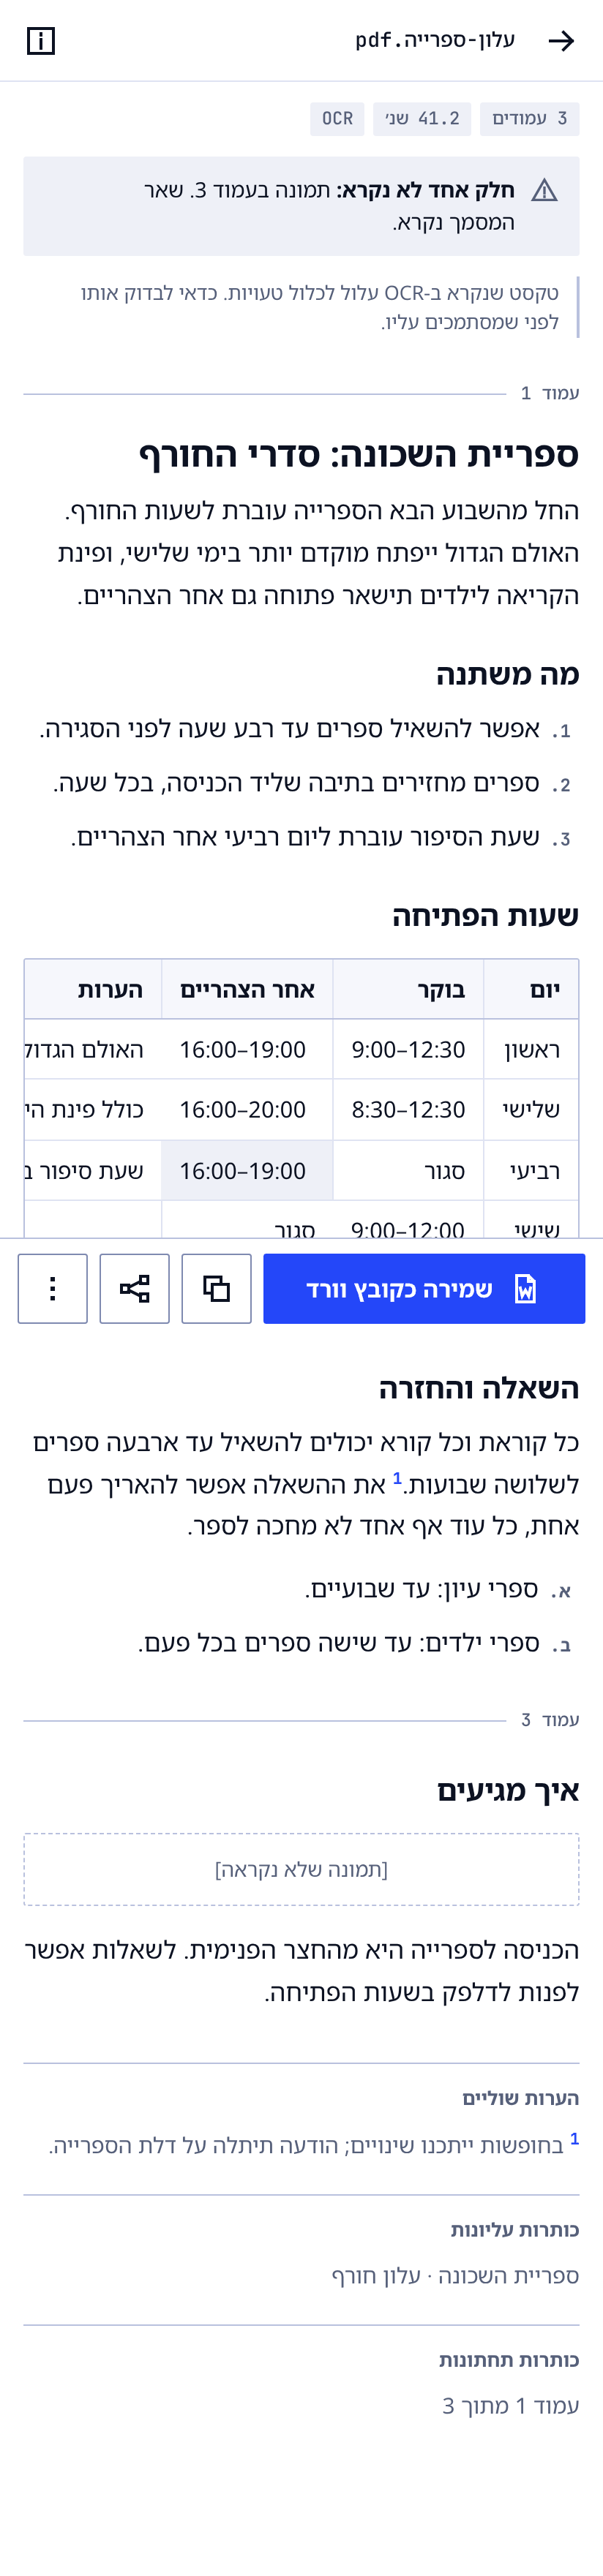 עלון-ספרייה.pdf
3 עמודים
41.2 שנ׳
OCR
חלק אחד לא נקרא: תמונה בעמוד 3. שאר
המסמך נקרא.
טקסט שנקרא ב-OCR עלול לכלול טעויות. כדאי לבדוק אותו
לפני שמסתמכים עליו.
עמוד 1
ספריית השכונה: סדרי החורף
החל מהשבוע הבא הספרייה עוברת לשעות החורף.
האולם הגדול ייפתח מוקדם יותר בימי שלישי, ופינת
הקריאה לילדים תישאר פתוחה גם אחר הצהריים.
מה משתנה
1. אפשר להשאיל ספרים עד רבע שעה לפני הסגירה.
2. ספרים מחזירים בתיבה שליד הכניסה, בכל שעה.
3. שעת הסיפור עוברת ליום רביעי אחר הצהריים.
שעות הפתיחה
יום בוקר אחר הצהריים הערות
ראשון 9:00–12:30 16:00–19:00 האולם הגדול
שלישי 8:30–12:30 16:00–20:00 כולל פינת
רביעי סגור 16:00–19:00 שעת סיפור
שישי 9:00–12:00 סגור
שמירה כקובץ וורד
השאלה והחזרה
כל קוראת וכל קורא יכולים להשאיל עד ארבעה ספרים
לשלושה שבועות.1 את ההשאלה אפשר להאריך פעם
אחת, כל עוד אף אחד לא מחכה לספר.
א. ספרי עיון: עד שבועיים.
ב. ספרי ילדים: עד שישה ספרים בכל פעם.
עמוד 3
איך מגיעים
[תמונה שלא נקראה]
הכניסה לספרייה היא מהחצר הפנימית. לשאלות אפשר
לפנות לדלפק בשעות הפתיחה.
הערות שוליים
1 בחופשות ייתכנו שינויים; הודעה תיתלה על דלת הספרייה.
כותרות עליונות
ספריית השכונה · עלון חורף
כותרות תחתונות
עמוד 1 מתוך 3